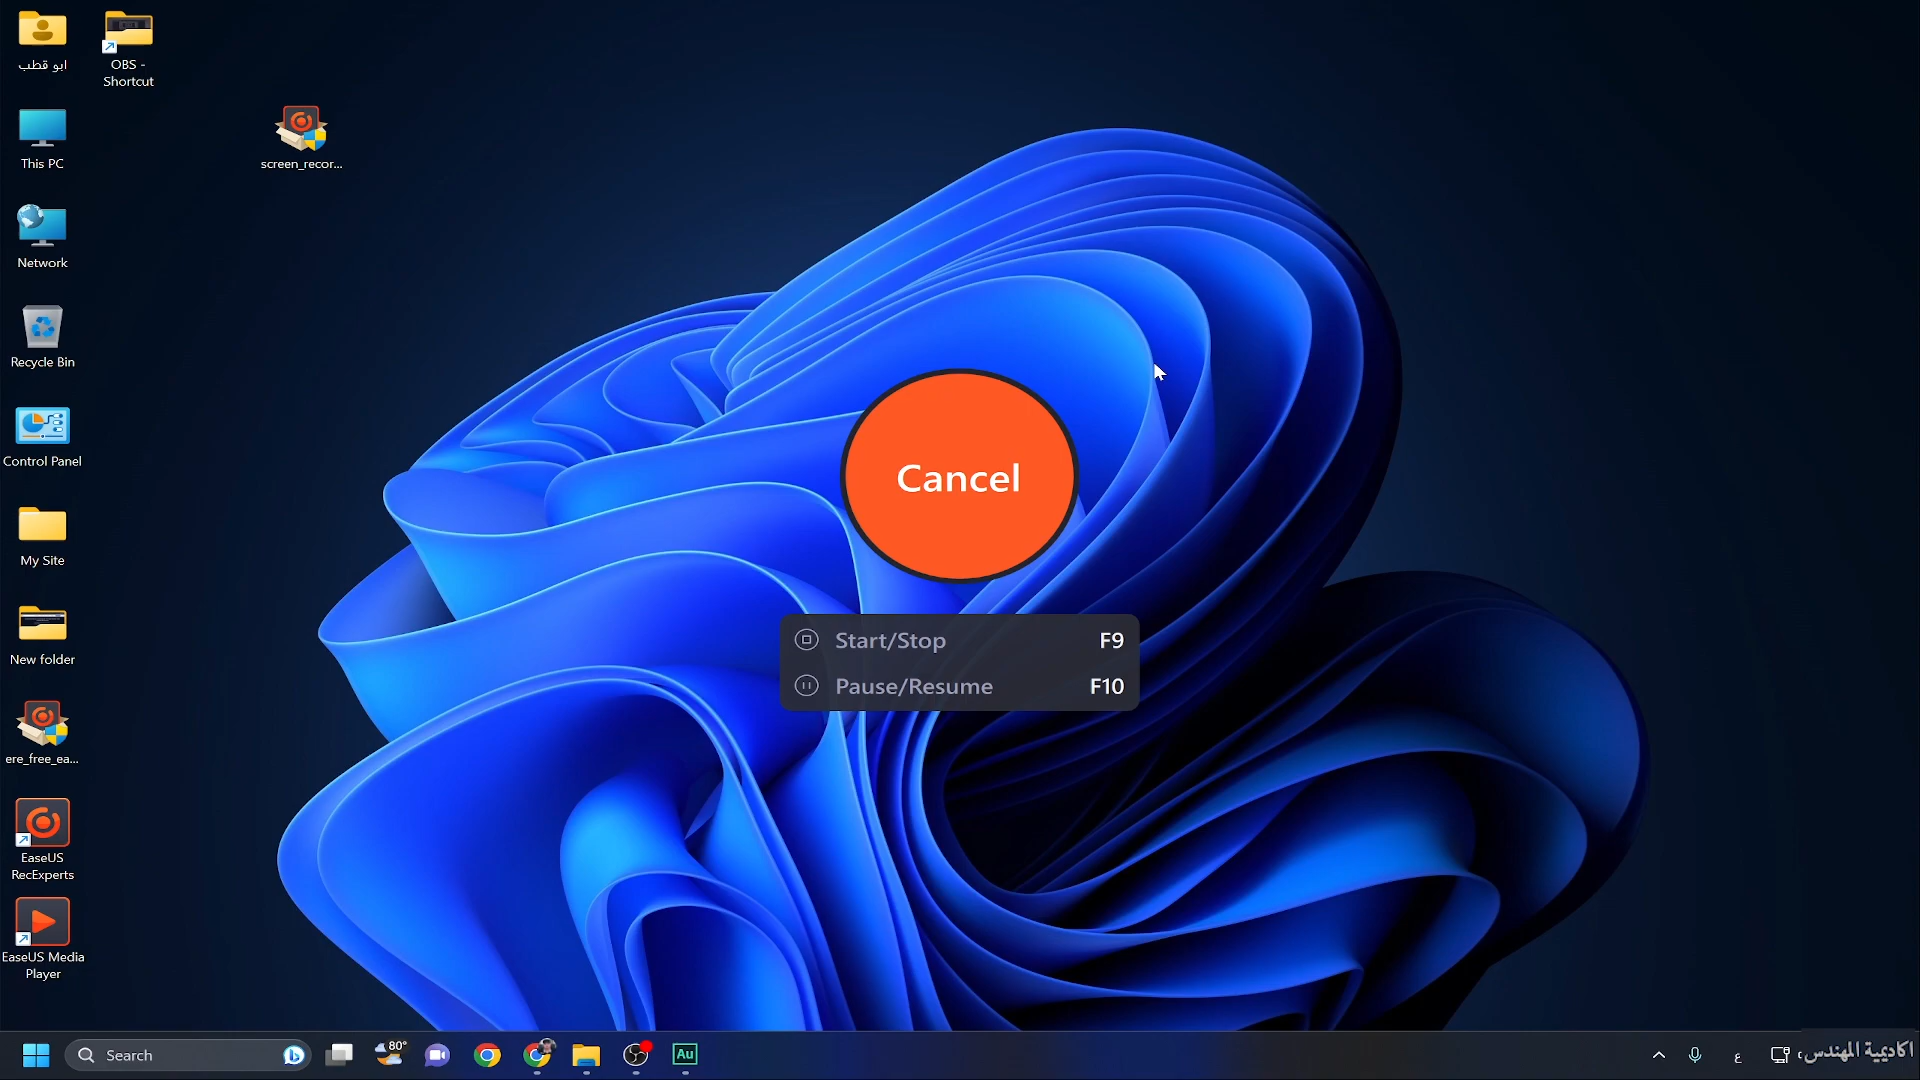 ابو قطب
OBS -
Shortcut
screen_recor...
This PC
Network
Recycle Bin
Control Panel
My Site
New folder
ere_free_ea...
EaseUS
RecExperts
EaseUS Media
Player
Cancel
Start/Stop F9
Pause/Resume F10
Search
80°
Au
ع
اكاديمية المهندس